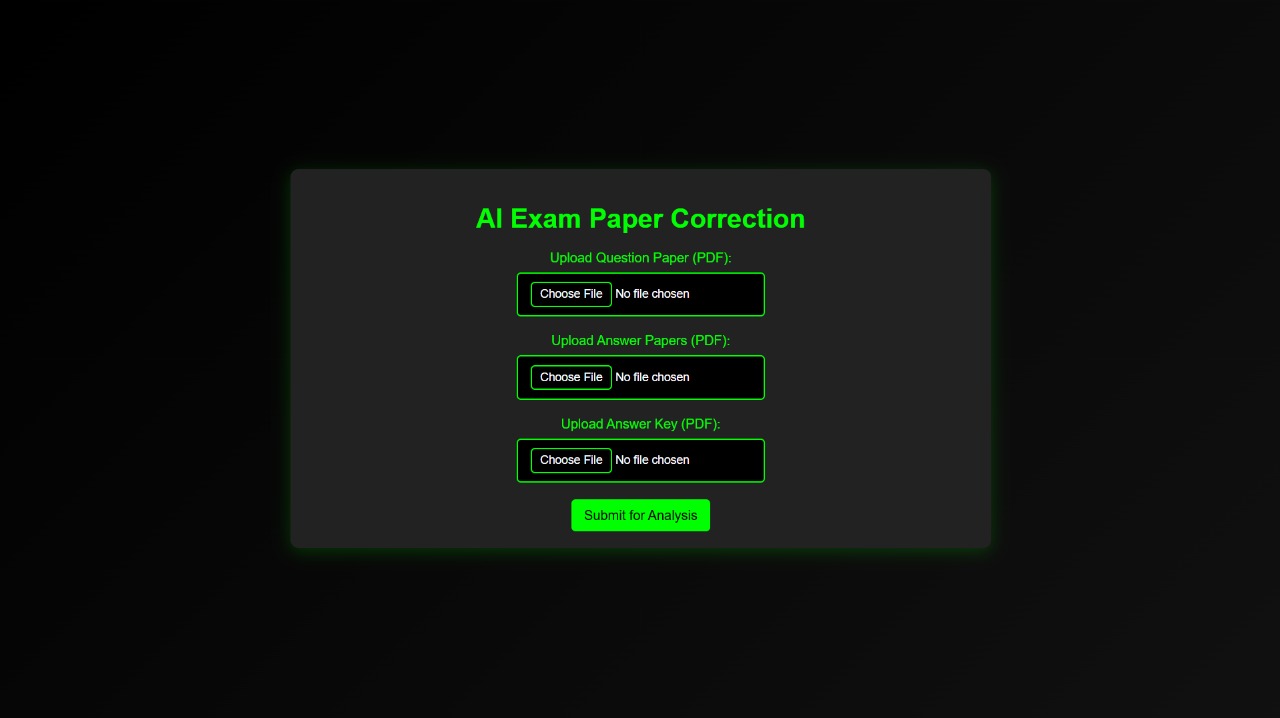 AI Exam Paper Correction
Upload Question Paper (PDF):
Choose File No file chosen
Upload Answer Papers (PDF):
Choose File No file chosen
Upload Answer Key (PDF):
Choose File No file chosen
Submit for Analysis